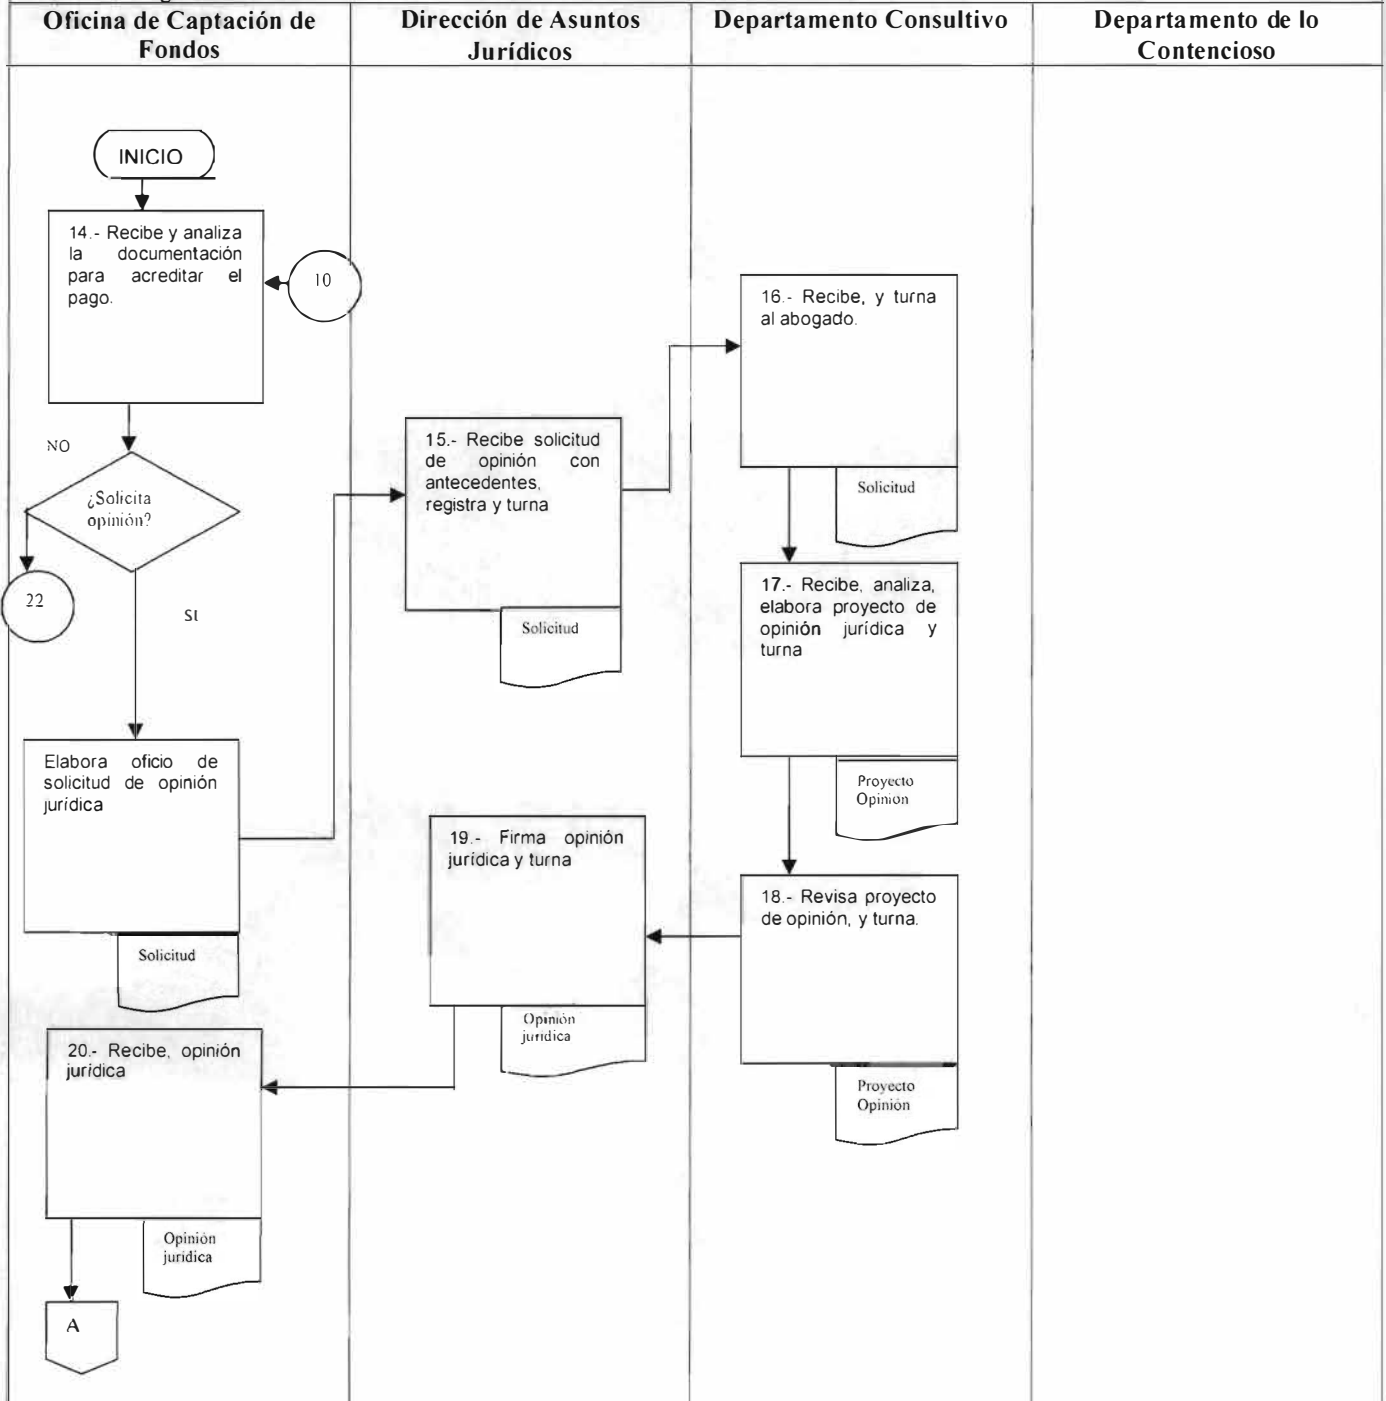 Oficina de Captación de
Fondos
Dirección de Asuntos
Jurídicos
Departamento Consultivo
Departamento de lo
Contencioso
INICIO
14.- Recibe y analiza
la documentación
para acreditar el
pago.
10
NO
¿Solicita
opinión?
22
SI
Elabora oficio de
solicitud de opinión
jurídica
Solicitud
15.- Recibe solicitud
de opinión con
antecedentes,
registra y turna
Solicitud
16.- Recibe, y turna
al abogado.
Solicitud
17.- Recibe, analiza,
elabora proyecto de
opinión jurídica y
turna
Proyecto
Opinión
18.- Revisa proyecto
de opinión, y turna.
Proyecto
Opinión
19.- Firma opinión
jurídica y turna
Opinión
jurídica
20.- Recibe, opinión
jurídica
Opinión
jurídica
A